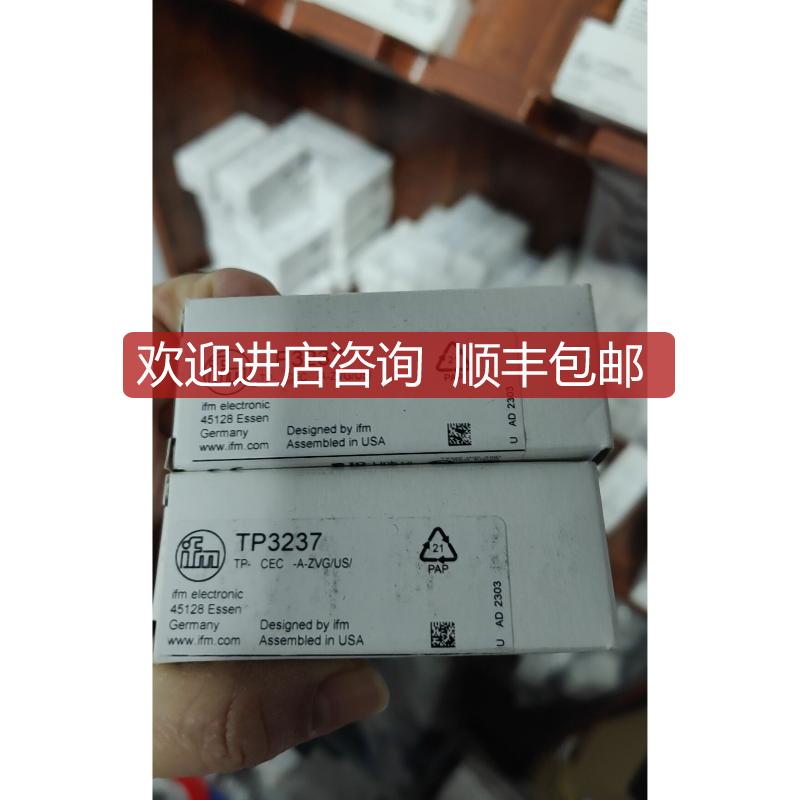 欢迎进店咨询 顺丰包邮
ifm electronic
45128 Essen
Germany
www.ifm.com
Designed by ifm
Assembled in USA
U AD 2303
ifm
TP3237
TP- CEC -A-ZVG/US/
21
PAP
ifm electronic
45128 Essen
Germany
www.ifm.com
Designed by ifm
Assembled in USA
U AD 2303